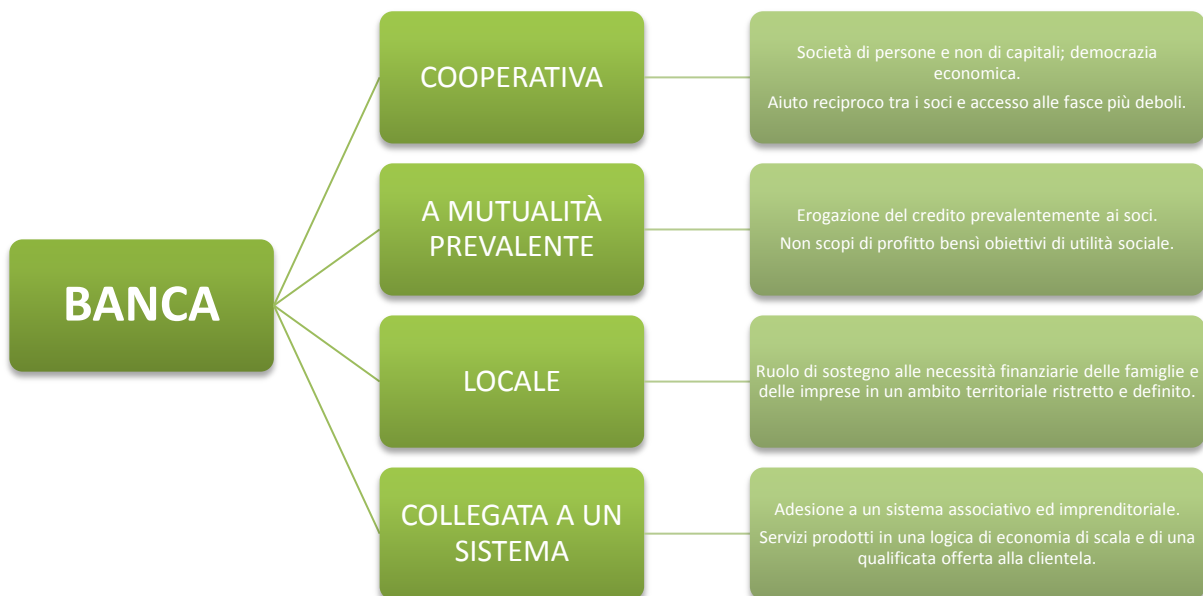 BANCA
COOPERATIVA
Società di persone e non di capitali; democrazia
economica.
Aiuto reciproco tra i soci e accesso alle fasce più deboli.
A MUTUALITÀ
PREVALENTE
Erogazione del credito prevalentemente ai soci.
Non scopi di profitto bensì obiettivi di utilità sociale.
LOCALE
Ruolo di sostegno alle necessità finanziarie delle famiglie e
delle imprese in un ambito territoriale ristretto e definito.
COLLEGATA A UN
SISTEMA
Adesione a un sistema associativo ed imprenditoriale.
Servizi prodotti in una logica di economia di scala e di una
qualificata offerta alla clientela.